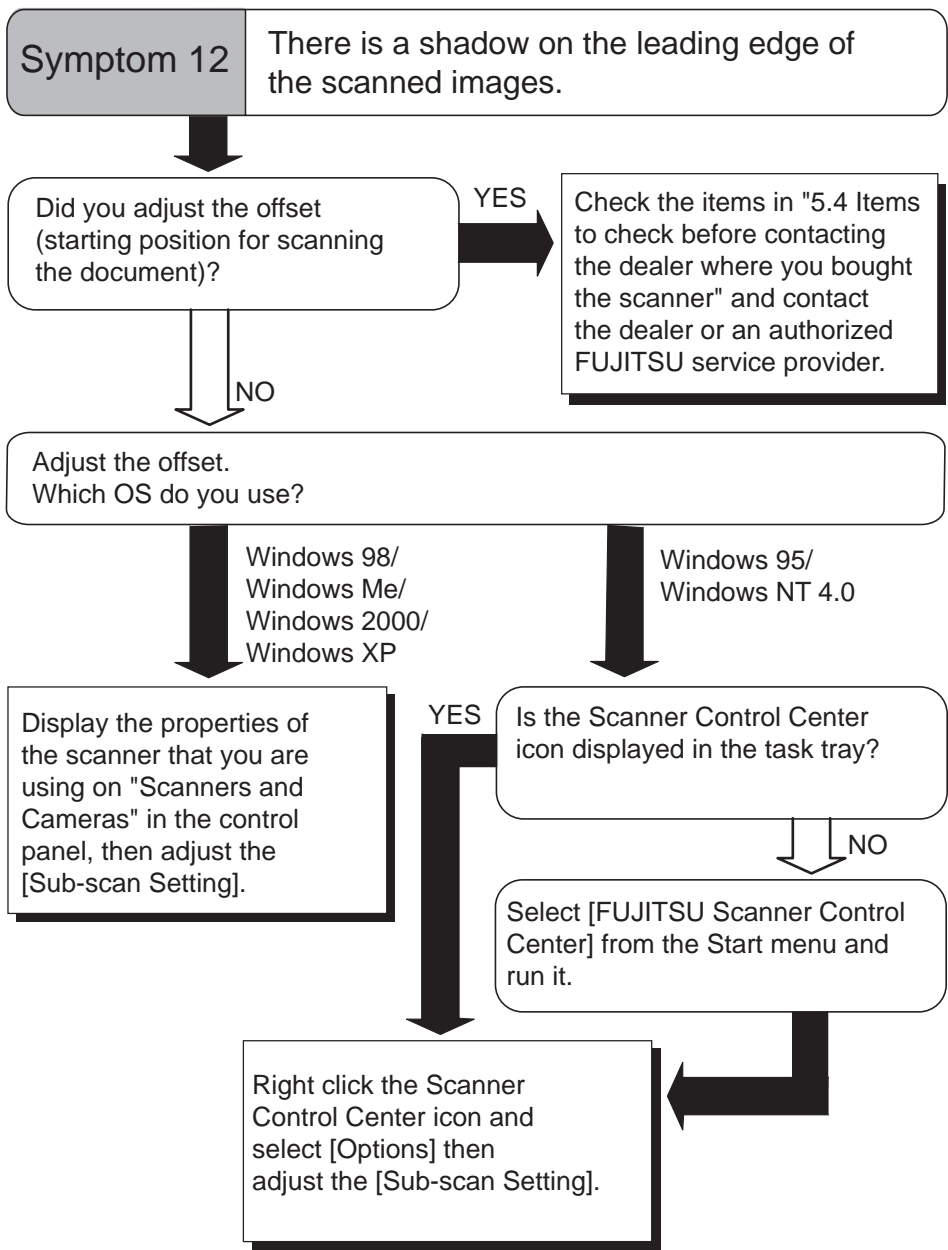 Symptom 12
There is a shadow on the leading edge of
the scanned images.
Did you adjust the offset
(starting position for scanning
the document)?
YES
Check the items in "5.4 Items
to check before contacting
the dealer where you bought
the scanner" and contact
the dealer or an authorized
FUJITSU service provider.
NO
Adjust the offset.
Which OS do you use?
Windows 98/
Windows Me/
Windows 2000/
Windows XP
Windows 95/
Windows NT 4.0
Display the properties of
the scanner that you are
using on "Scanners and
Cameras" in the control
panel, then adjust the
[Sub-scan Setting].
YES
Is the Scanner Control Center
icon displayed in the task tray?
NO
Select [FUJITSU Scanner Control
Center] from the Start menu and
run it.
Right click the Scanner
Control Center icon and
select [Options] then
adjust the [Sub-scan Setting].